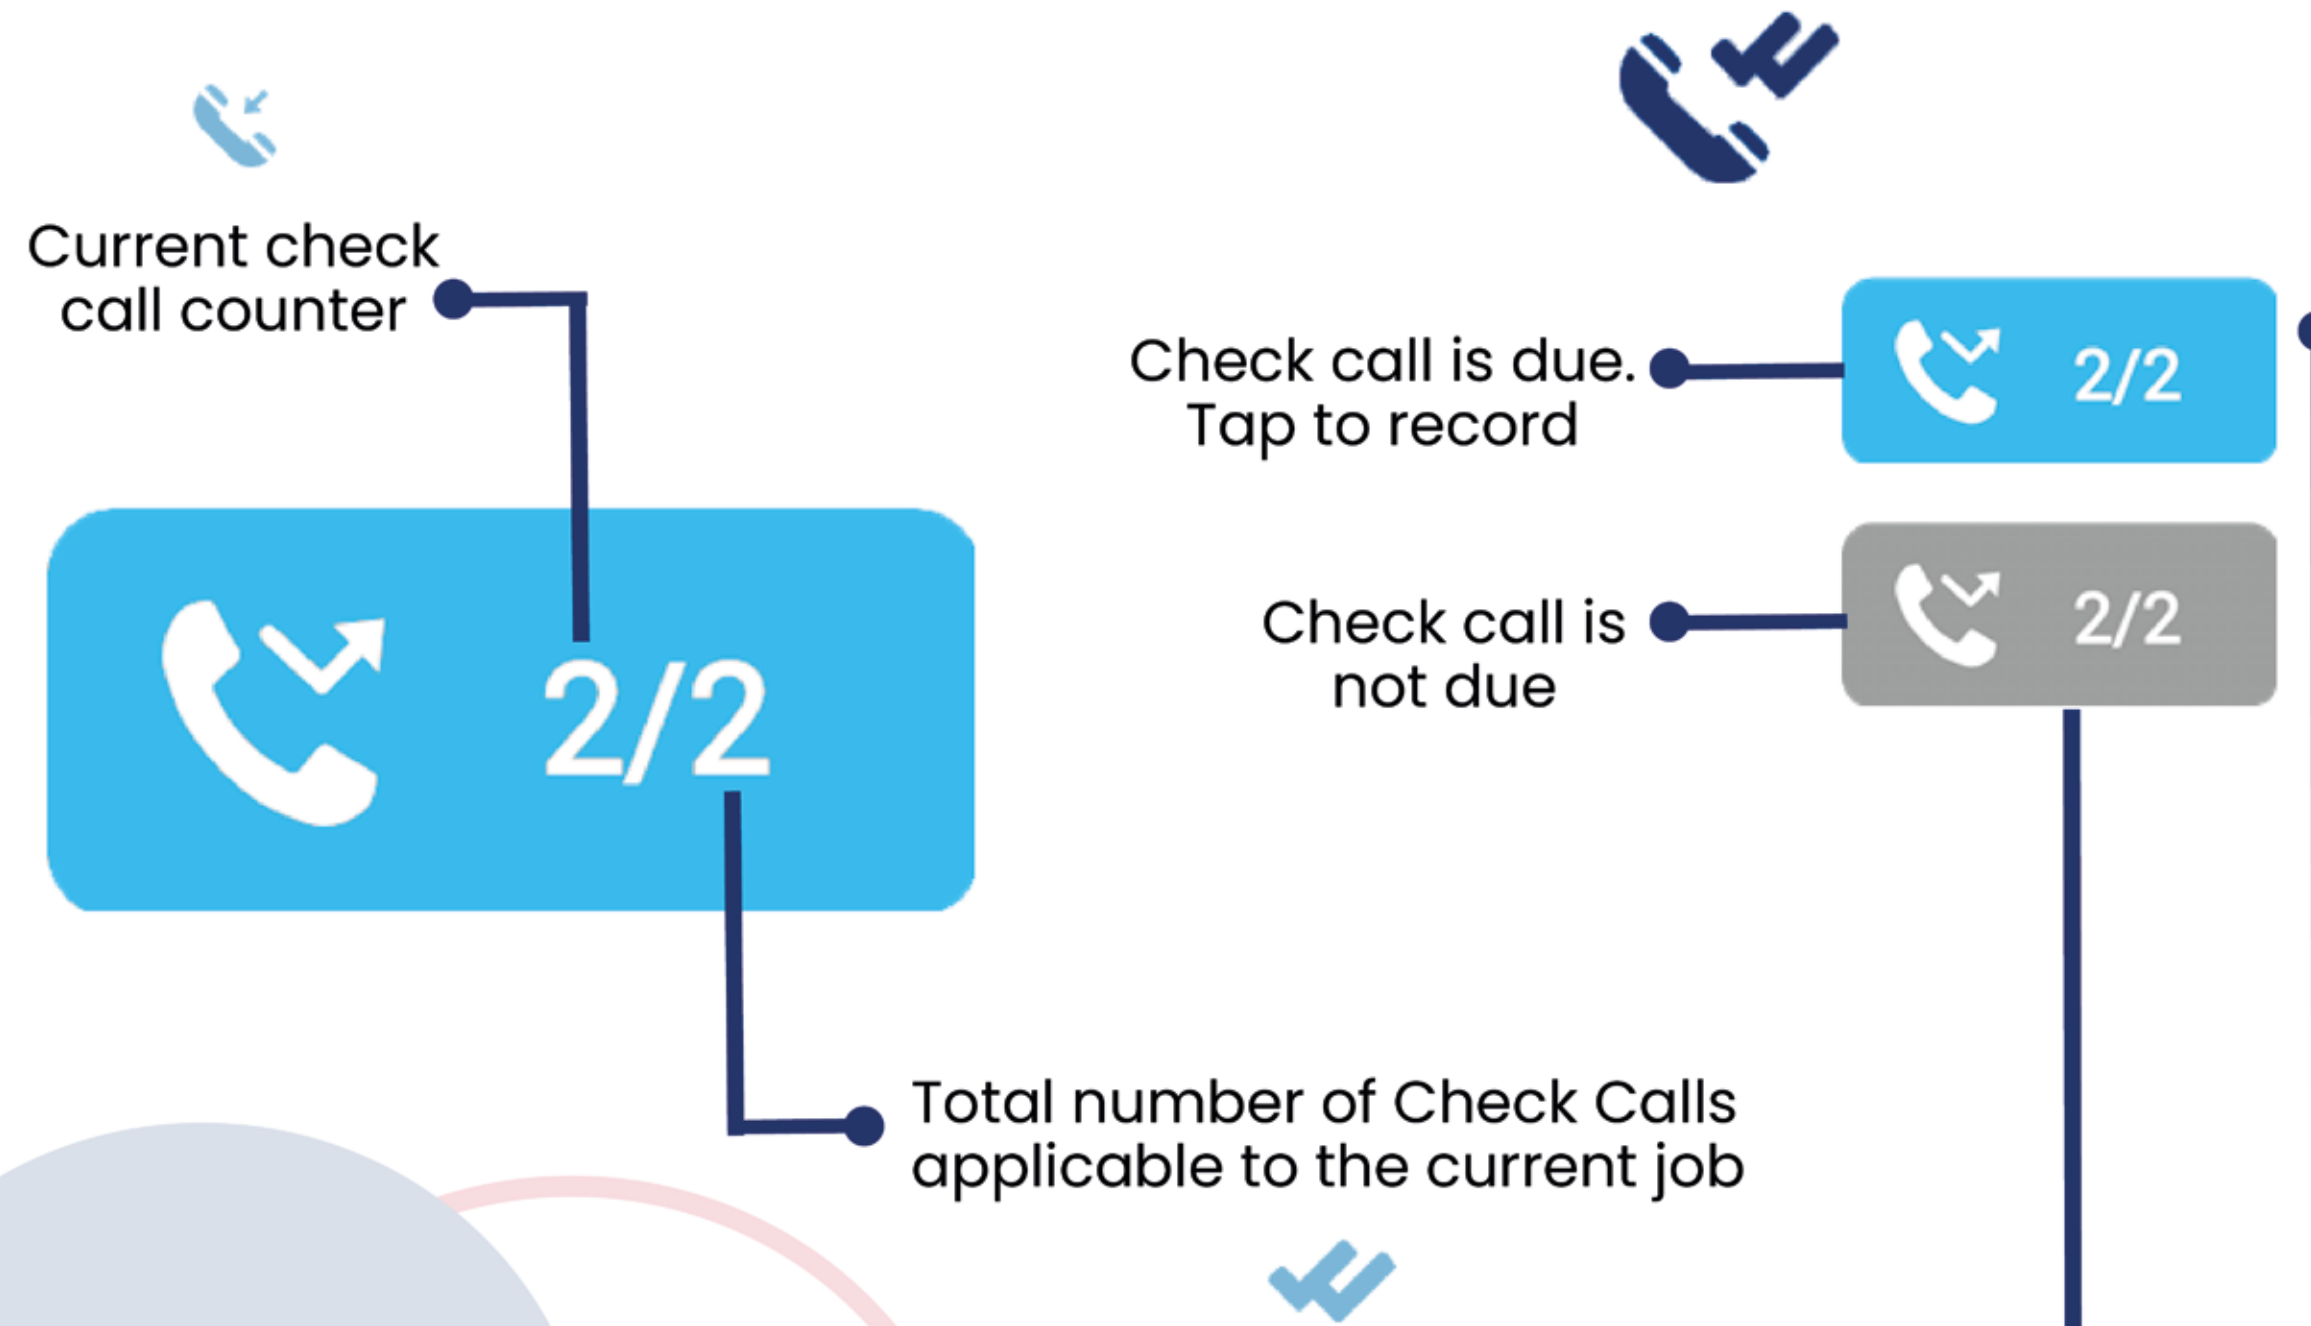 Current check
call counter
2/2
Total number of Check Calls
applicable to the current job
Check call is due.
Tap to record
2/2
Check call is
not due
2/2